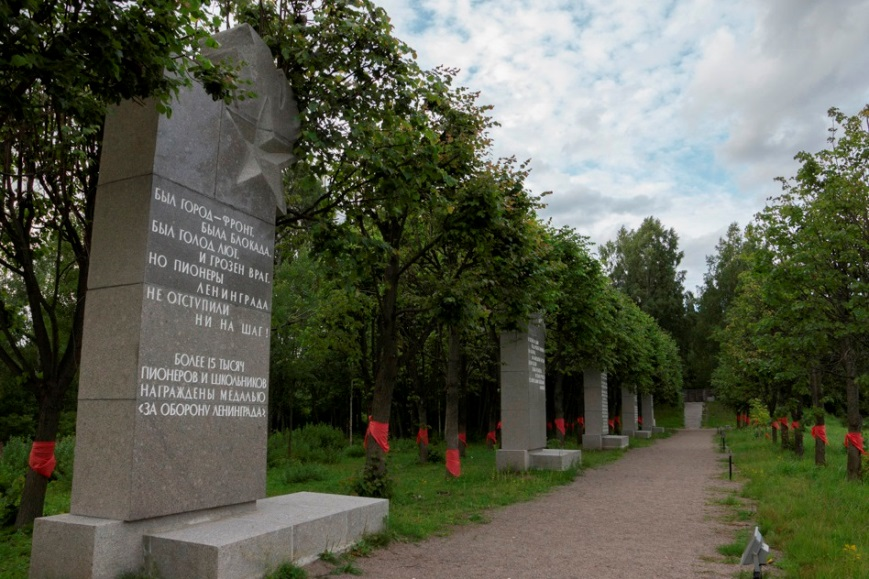 БЫЛ ГОРОД–ФРОНТ,
БЫЛА БЛОКАДА,
БЫЛ ГОЛОД ЛЮТ,
И ГРОЗЕН ВРАГ,
НО ПИОНЕРЫ
ЛЕНИНГРАДА
НЕ ОТСТУПИЛИ
НИ НА ШАГ!
БОЛЕЕ 15 ТЫСЯЧ
ПИОНЕРОВ И ШКОЛЬНИКОВ
НАГРАЖДЕНЫ МЕДАЛЬЮ
«ЗА ОБОРОНУ ЛЕНИНГРАДА»